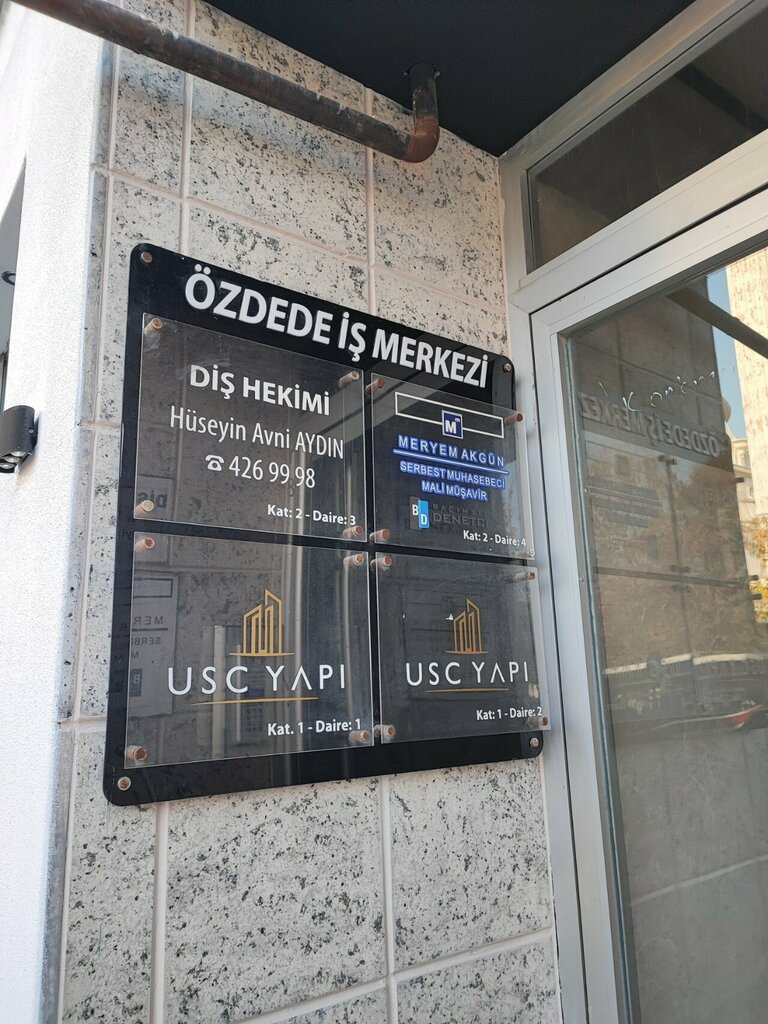 ÖZDEDE İŞ MERKEZİ
DİŞ HEKİMİ
Hüseyin Avni AYDIN
☎ 426 99 98
Kat: 2 - Daire: 3
M
MERYEM AKGÜN
SERBEST MUHASEBECİ
MALİ MÜŞAVİR
BD BAĞIMSIZ
DENETÇİ
Kat: 2 - Daire: 4
USC YAPI
Kat. 1 - Daire: 1
USC YAPI
Kat: 1 - Daire: 2